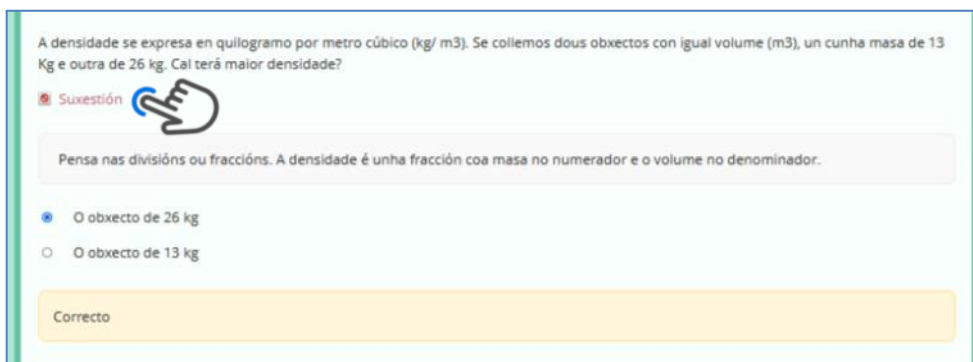 A densidade se expresa en quilogramo por metro cúbico (kg/ m3). Se collemos dous obxectos con igual volume (m3), un cunha masa de 13
Kg e outra de 26 kg. Cal terá maior densidade?
Suxestión
Pensa nas divisións ou fraccións. A densidade é unha fracción coa masa no numerador e o volume no denominador.
O obxecto de 26 kg
O obxecto de 13 kg
Correcto